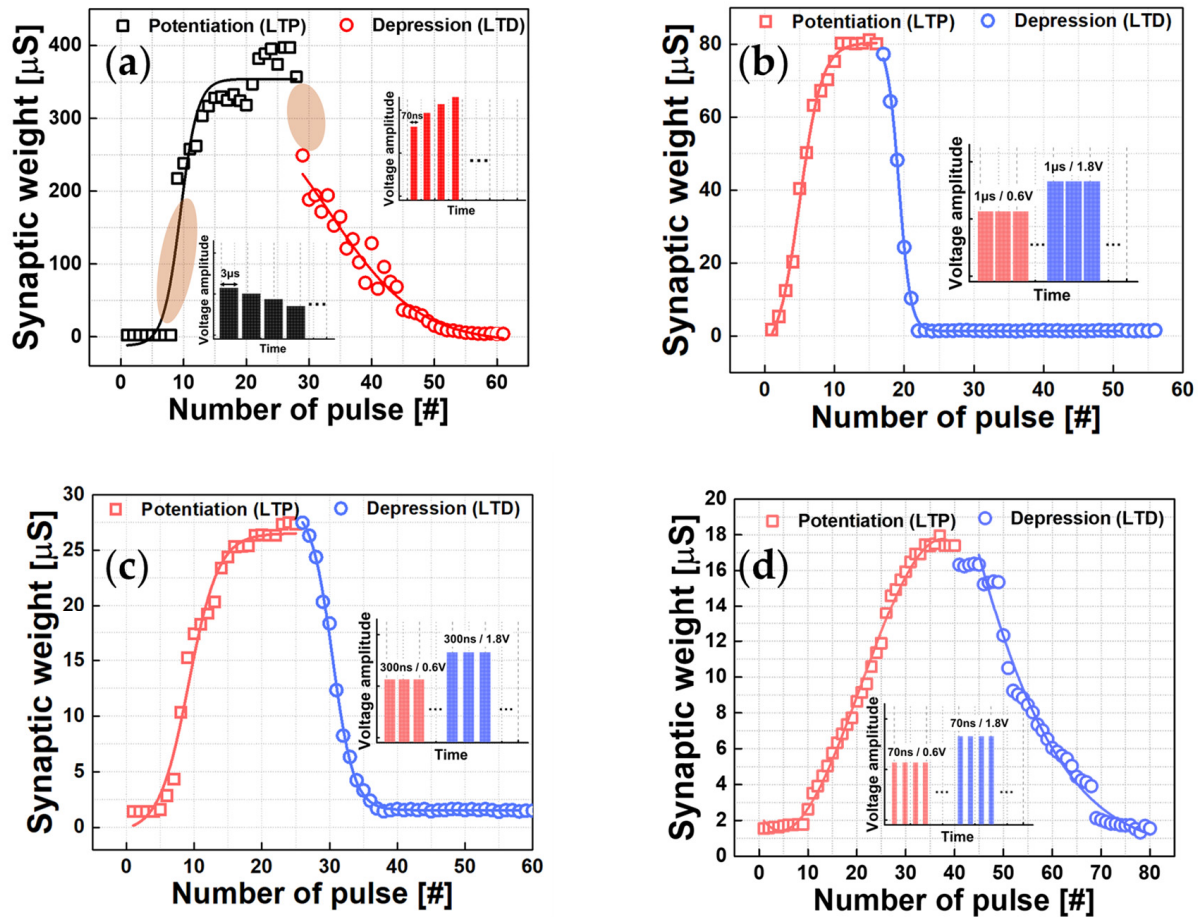 Potentiation (LTP) Depression (LTD)
(a)
Synaptic weight [μS]
400
300
200
100
0
0 10 20 30 40 50 60
Number of pulse [#]
70ns
Voltage amplitude
...
Time
3μs
Voltage amplitude
...
Time
Potentiation (LTP) Depression (LTD)
(b)
Synaptic weight [μS]
80
60
40
20
0
0 10 20 30 40 50 60
Number of pulse [#]
1μs / 1.8V
1μs / 0.6V
Voltage amplitude
... ...
Time
Potentiation (LTP) Depression (LTD)
(c)
Synaptic weight [μS]
30
25
20
15
10
5
0
0 10 20 30 40 50 60
Number of pulse [#]
300ns / 1.8V
300ns / 0.6V
Voltage amplitude
... ...
Time
Potentiation (LTP) Depression (LTD)
(d)
Synaptic weight [μS]
20
18
16
14
12
10
8
6
4
2
0
0 10 20 30 40 50 60 70 80
Number of pulse [#]
70ns / 1.8V
70ns / 0.6V
Voltage amplitude
... ...
Time